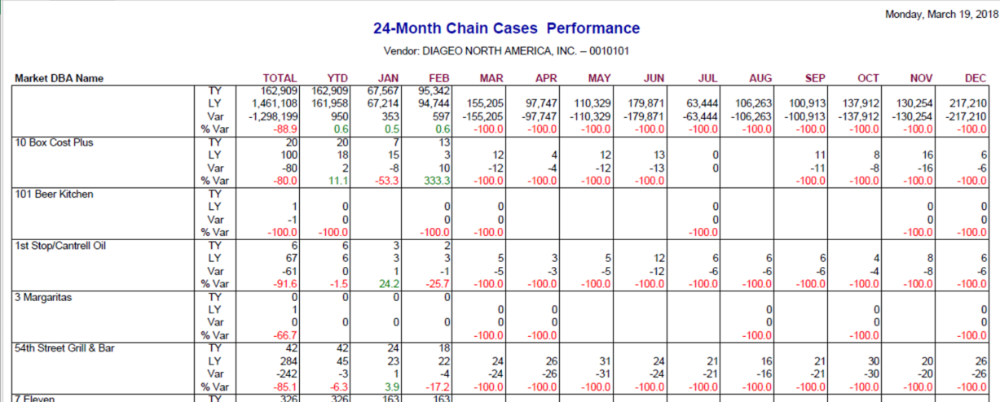 Monday, March 19, 2018
24-Month Chain Cases Performance
Vendor: DIAGEO NORTH AMERICA, INC. – 0010101
Market DBA Name TOTAL YTD JAN FEB MAR APR MAY JUN JUL AUG SEP OCT NOV DEC
TY 162,909 162,909 67,567 95,342
LY 1,461,108 161,958 67,214 94,744 155,205 97,747 110,329 179,871 63,444 106,263 100,913 137,912 130,254 217,210
Var -1,298,199 950 353 597 -155,205 -97,747 -110,329 -179,871 -63,444 -106,263 -100,913 -137,912 -130,254 -217,210
% Var -88.9 0.6 0.5 0.6 -100.0 -100.0 -100.0 -100.0 -100.0 -100.0 -100.0 -100.0 -100.0 -100.0
10 Box Cost Plus TY 20 20 7 13
LY 100 18 15 3 12 4 12 13 0 11 8 16 6
Var -80 2 -8 10 -12 -4 -12 -13 0 -11 -8 -16 -6
% Var -80.0 11.1 -53.3 333.3 -100.0 -100.0 -100.0 -100.0 -100.0 -100.0 -100.0 -100.0
101 Beer Kitchen TY
LY 1 0 0 0 0 0 0
Var -1 0 0 0 0 0 0
% Var -100.0 -100.0 -100.0 -100.0 -100.0 -100.0 -100.0
1st Stop/Cantrell Oil TY 6 6 3 2
LY 67 6 3 3 5 3 5 12 6 6 6 4 8 6
Var -61 0 1 -1 -5 -3 -5 -12 -6 -6 -6 -4 -8 -6
% Var -91.6 -1.5 24.2 -25.7 -100.0 -100.0 -100.0 -100.0 -100.0 -100.0 -100.0 -100.0 -100.0 -100.0
3 Margaritas TY 0 0 0 0
LY 1 0 0 0 0 0
Var 0 0 0 0 0 0 0 0 0
% Var -66.7 -100.0 -100.0 -100.0 -100.0 -100.0
54th Street Grill & Bar TY 42 42 24 18
LY 284 45 23 22 24 26 31 24 21 16 21 30 20 26
Var -242 -3 1 -4 -24 -26 -31 -24 -21 -16 -21 -30 -20 -26
% Var -85.1 -6.3 3.9 -17.2 -100.0 -100.0 -100.0 -100.0 -100.0 -100.0 -100.0 -100.0 -100.0 -100.0
7 Eleven TY 326 326 163 163